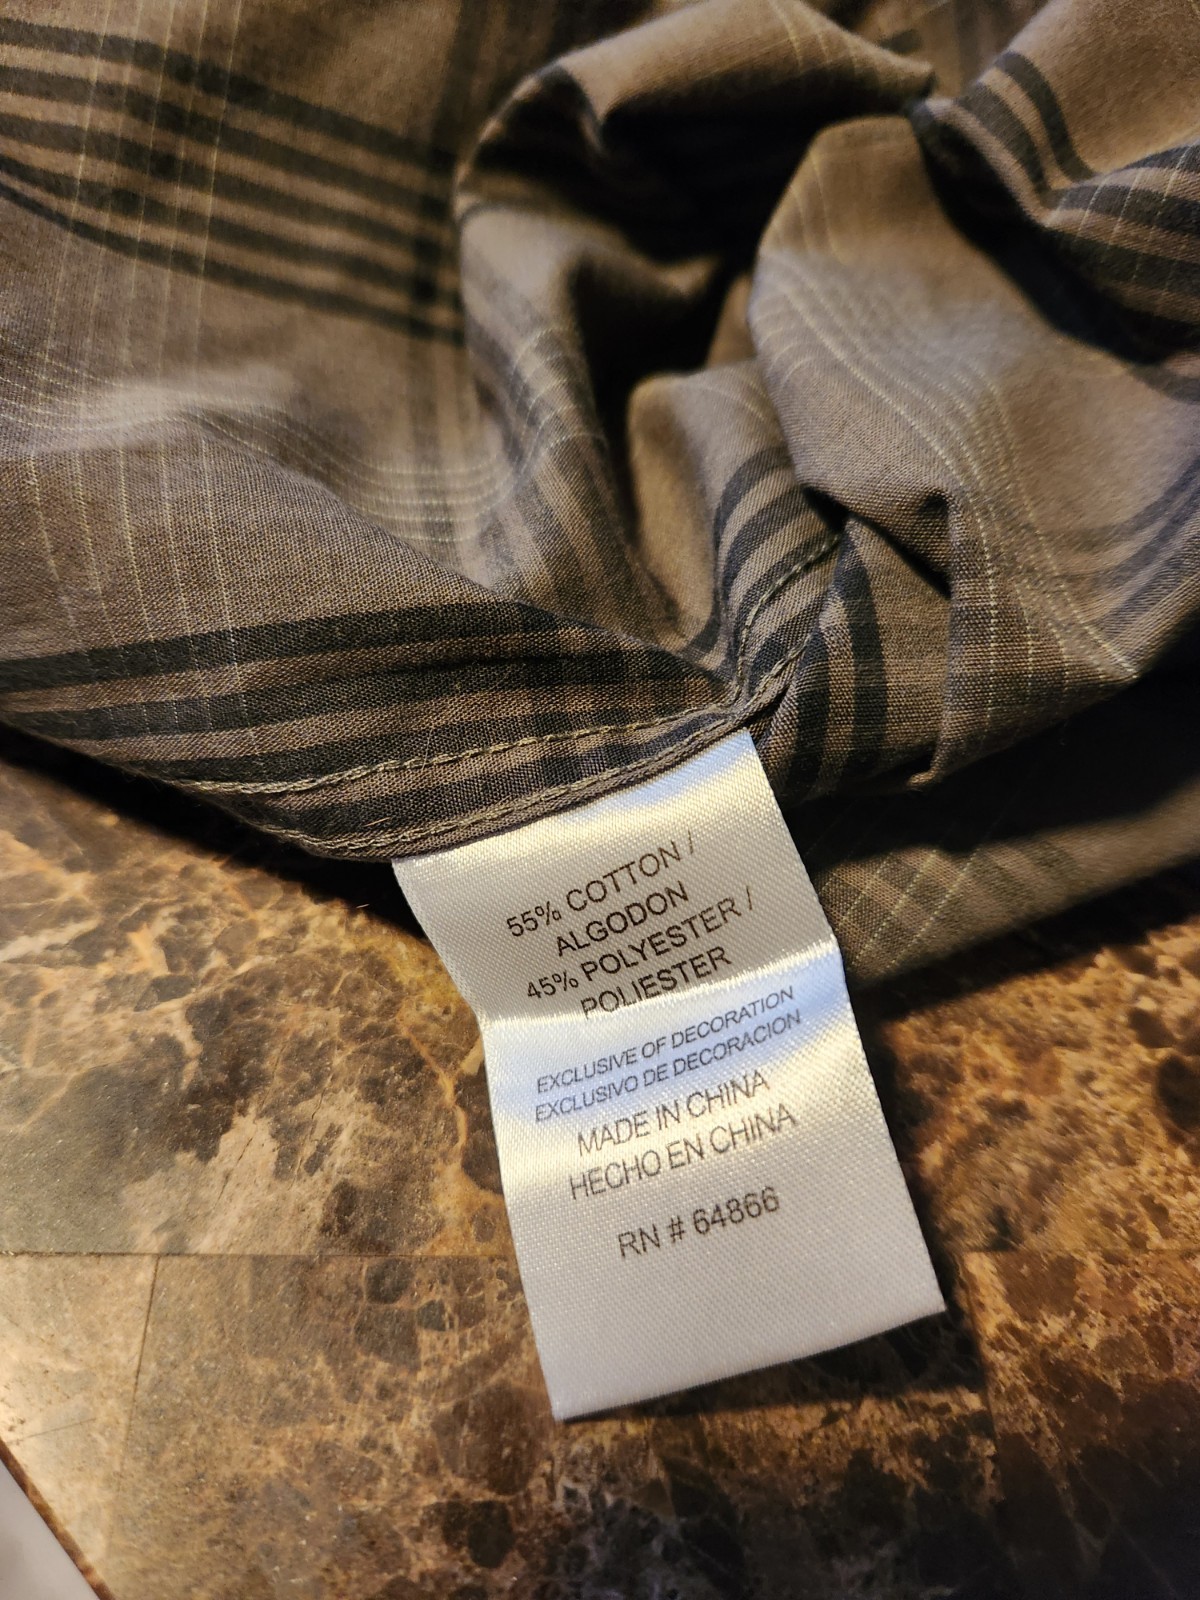 55% COTTON /
ALGODON
45% POLYESTER /
POLIESTER
EXCLUSIVE OF DECORATION
EXCLUSIVO DE DECORACION
MADE IN CHINA
HECHO EN CHINA
RN # 64866